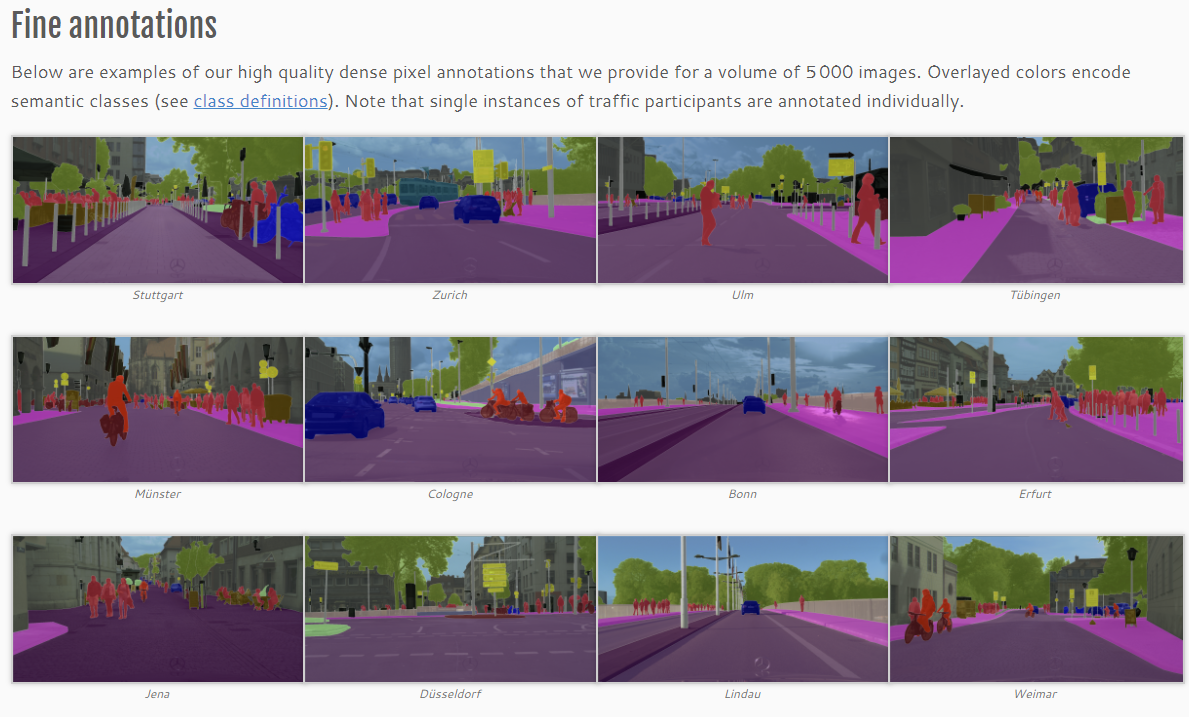 Fine annotations
Below are examples of our high quality dense pixel annotations that we provide for a volume of 5 000 images. Overlayed colors encode
semantic classes (see class definitions). Note that single instances of traffic participants are annotated individually.
Stuttgart
Zurich
Ulm
Tübingen
Münster
Cologne
Bonn
Erfurt
Jena
Düsseldorf
Lindau
Weimar